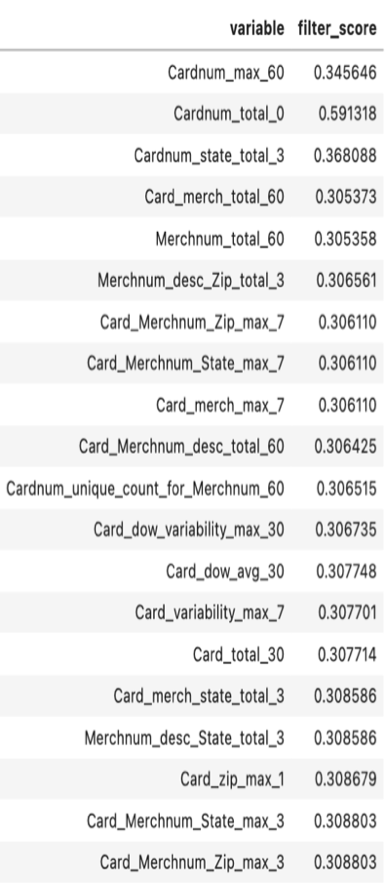 variable filter_score
Cardnum_max_60 0.345646
Cardnum_total_0 0.591318
Cardnum_state_total_3 0.368088
Card_merch_total_60 0.305373
Merchnum_total_60 0.305358
Merchnum_desc_Zip_total_3 0.306561
Card_Merchnum_Zip_max_7 0.306110
Card_Merchnum_State_max_7 0.306110
Card_merch_max_7 0.306110
Card_Merchnum_desc_total_60 0.306425
Cardnum_unique_count_for_Merchnum_60 0.306515
Card_dow_variability_max_30 0.306735
Card_dow_avg_30 0.307748
Card_variability_max_7 0.307701
Card_total_30 0.307714
Card_merch_state_total_3 0.308586
Merchnum_desc_State_total_3 0.308586
Card_zip_max_1 0.308679
Card_Merchnum_State_max_3 0.308803
Card_Merchnum_Zip_max_3 0.308803